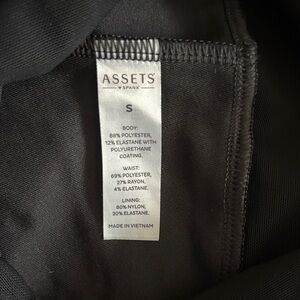 ASSETS
SPANX
S
BODY:
88% POLYESTER,
12% ELASTANE WITH
POLYURETHANE
COATING.
WAIST:
69% POLYESTER,
27% RAYON,
4% ELASTANE.
LINING:
80% NYLON,
20% ELASTANE.
MADE IN VIETNAM